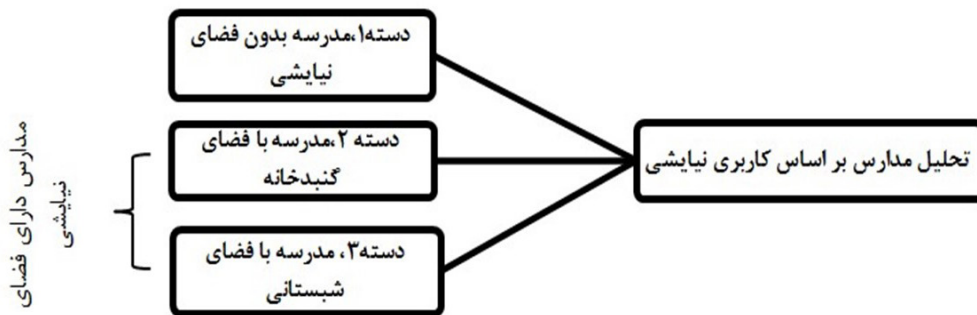 تحلیل مدارس بر اساس کاربری نیایشی
دسته۱،مدرسه بدون فضای
نیایشی
دسته ۲،مدرسه با فضای
گنبدخانه
دسته۳، مدرسه با فضای
شبستانی
مدارس دارای فضای
نیایشی